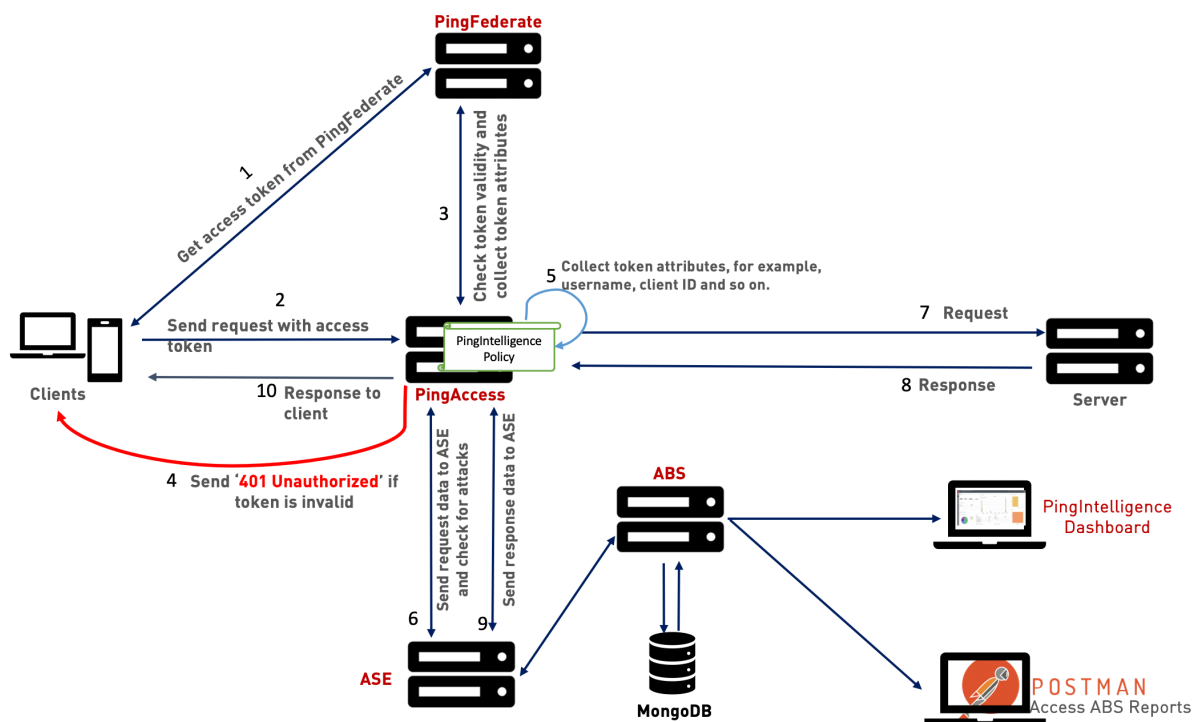 PingFederate
1
Get access token from PingFederate
3
Check token validity and
collect token attributes
5
Collect token attributes, for example,
username, client ID and so on.
2
Send request with access
token
PingIntelligence
Policy
7 Request
8 Response
Clients
10 Response to
client
PingAccess
Server
4 Send ‘401 Unauthorized’ if
token is invalid
Send request data to ASE
and check for attacks
Send response data to ASE
6
9
ASE
ABS
MongoDB
PingIntelligence
Dashboard
POSTMAN
Access ABS Reports